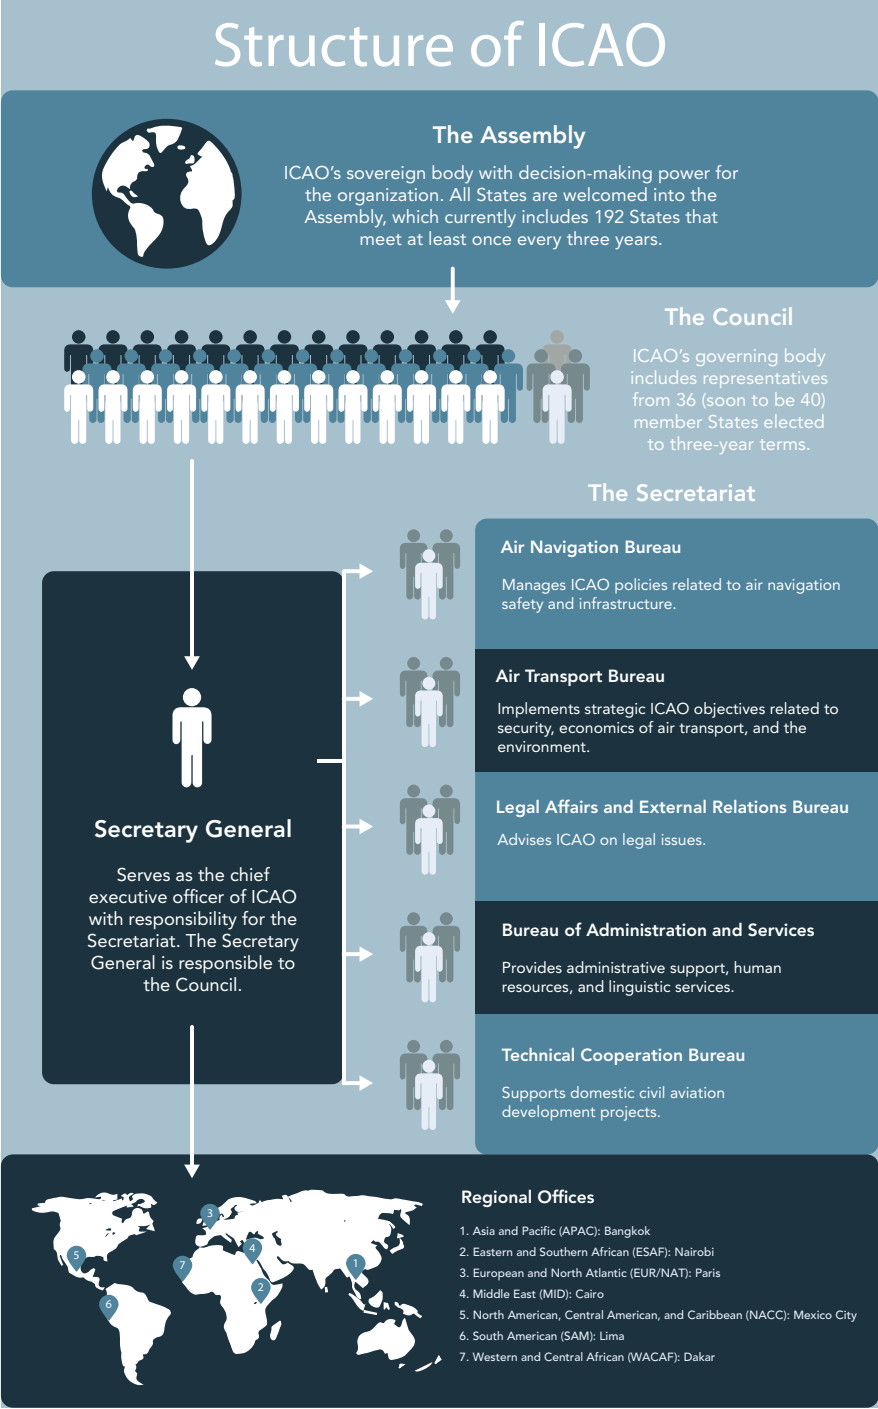 Structure of ICAO
The Assembly
ICAO's sovereign body with decision-making power for
the organization. All States are welcomed into the
Assembly, which currently includes 192 States that
meet at least once every three years.
The Council
ICAO's governing body
includes representatives
from 36 (soon to be 40)
member States elected
to three-year terms.
The Secretariat
Air Navigation Bureau
Manages ICAO policies related to air navigation
safety and infrastructure.
Air Transport Bureau
Implements strategic ICAO objectives related to
security, economics of air transport, and the
environment.
Legal Affairs and External Relations Bureau
Advises ICAO on legal issues.
Bureau of Administration and Services
Provides administrative support, human
resources, and linguistic services.
Technical Cooperation Bureau
Supports domestic civil aviation
development projects.
Secretary General
Serves as the chief
executive officer of ICAO
with responsibility for the
Secretariat. The Secretary
General is responsible to
the Council.
3
4
5
1
7
2
6
Regional Offices
1. Asia and Pacific (APAC): Bangkok
2. Eastern and Southern African (ESAF): Nairobi
3. European and North Atlantic (EUR/NAT): Paris
4. Middle East (MID): Cairo
5. North American, Central American, and Caribbean (NACC): Mexico City
6. South American (SAM): Lima
7. Western and Central African (WACAF): Dakar